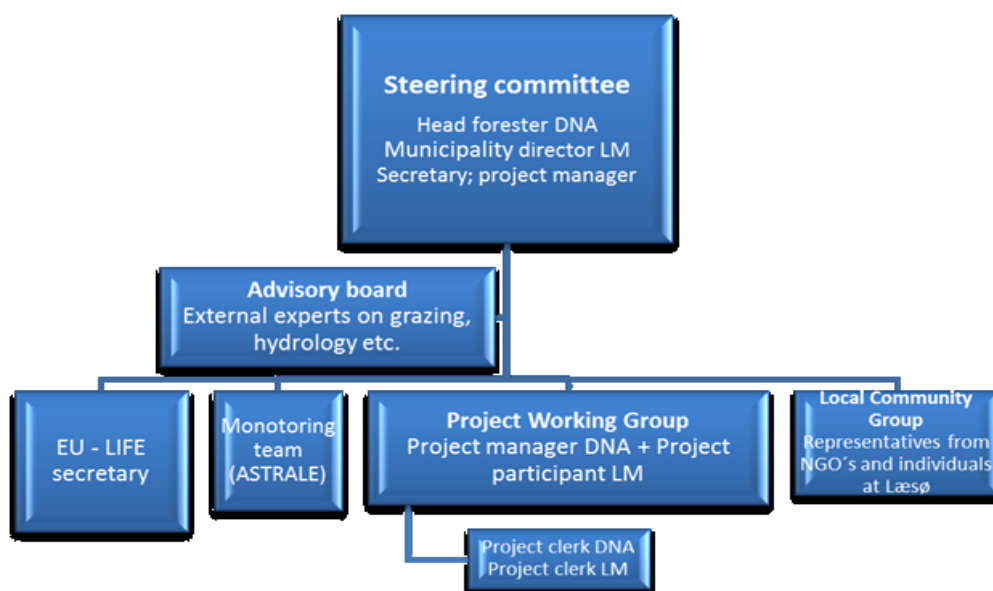 Steering committee
Head forester DNA
Municipality director LM
Secretary; project manager
Advisory board
External experts on grazing,
hydrology etc.
EU - LIFE
secretary
Monotoring
team
(ASTRALE)
Project Working Group
Project manager DNA + Project
participant LM
Local Community
Group
Representatives from
NGO´s and individuals
at Læsø
Project clerk DNA
Project clerk LM